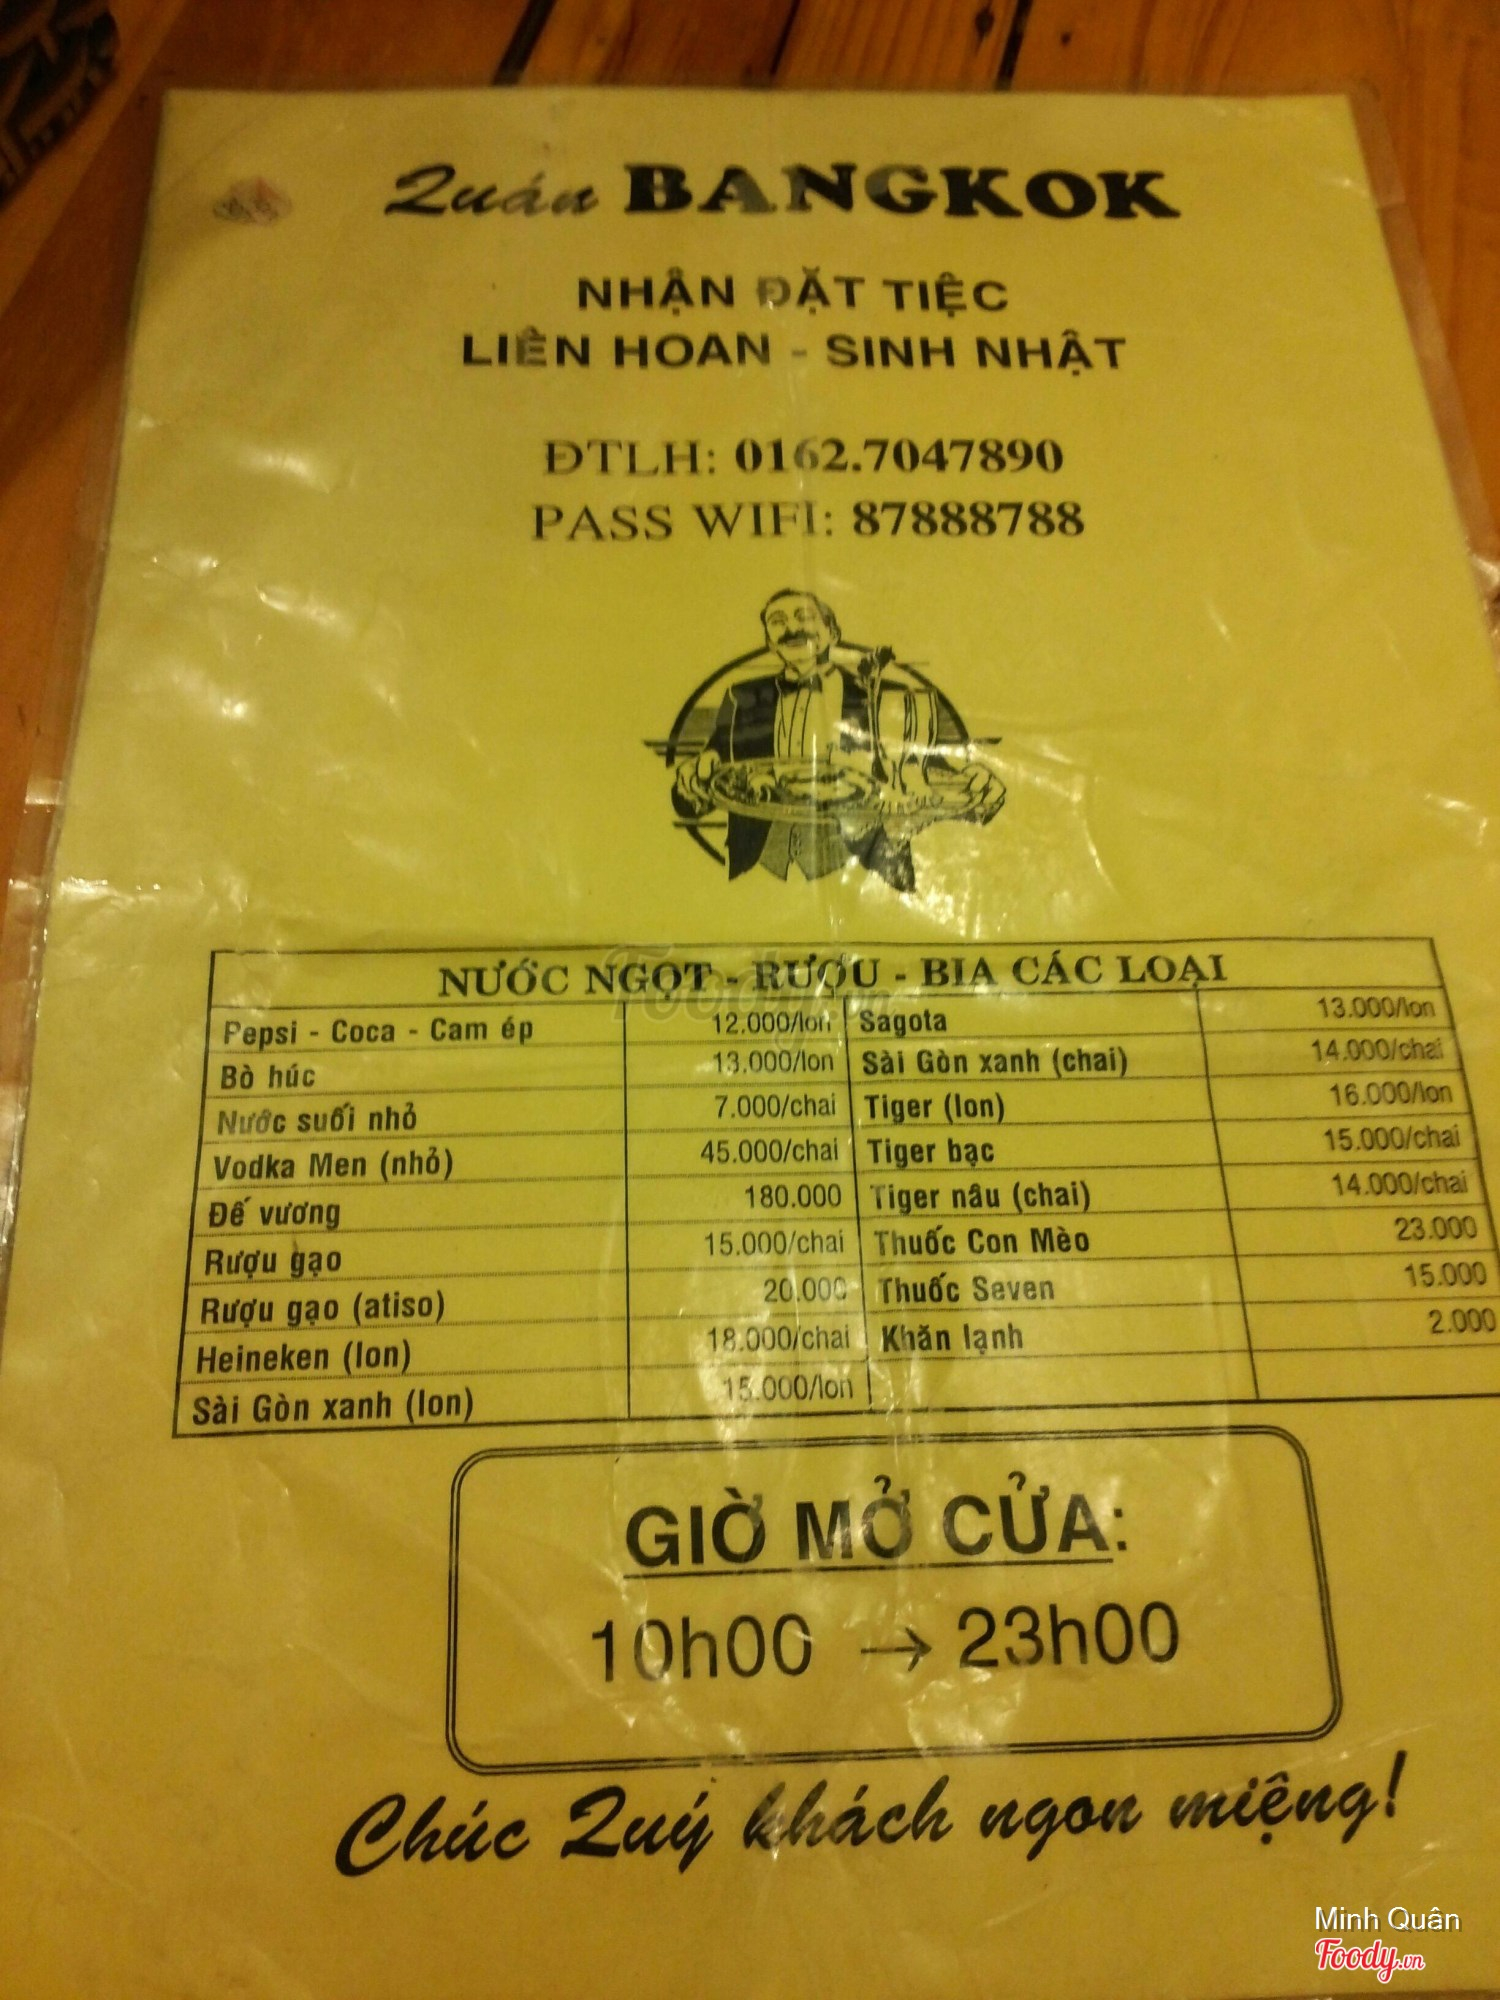 Quán BANGKOK
NHẬN ĐẶT TIỆC
LIÊN HOAN - SINH NHẬT
ĐTLH: 0162.7047890
PASS WIFI: 87888788
NƯỚC NGỌT - RƯỢU - BIA CÁC LOẠI
Pepsi - Coca - Cam ép 12.000/lon Sagota 13.000/lon
Bò húc 13.000/lon Sài Gòn xanh (chai) 14.000/chai
Nước suối nhỏ 7.000/chai Tiger (lon) 16.000/lon
Vodka Men (nhỏ) 45.000/chai Tiger bạc 15.000/chai
Đế vương 180.000 Tiger nâu (chai) 14.000/chai
Rượu gạo 15.000/chai Thuốc Con Mèo 23.000
Rượu gạo (atiso) 20.000 Thuốc Seven 15.000
Heineken (lon) 18.000/chai Khăn lạnh 2.000
Sài Gòn xanh (lon) 15.000/lon
GIỜ MỞ CỬA:
10h00 → 23h00
Chúc Quý khách ngon miệng!
Minh Quân
Foody.vn